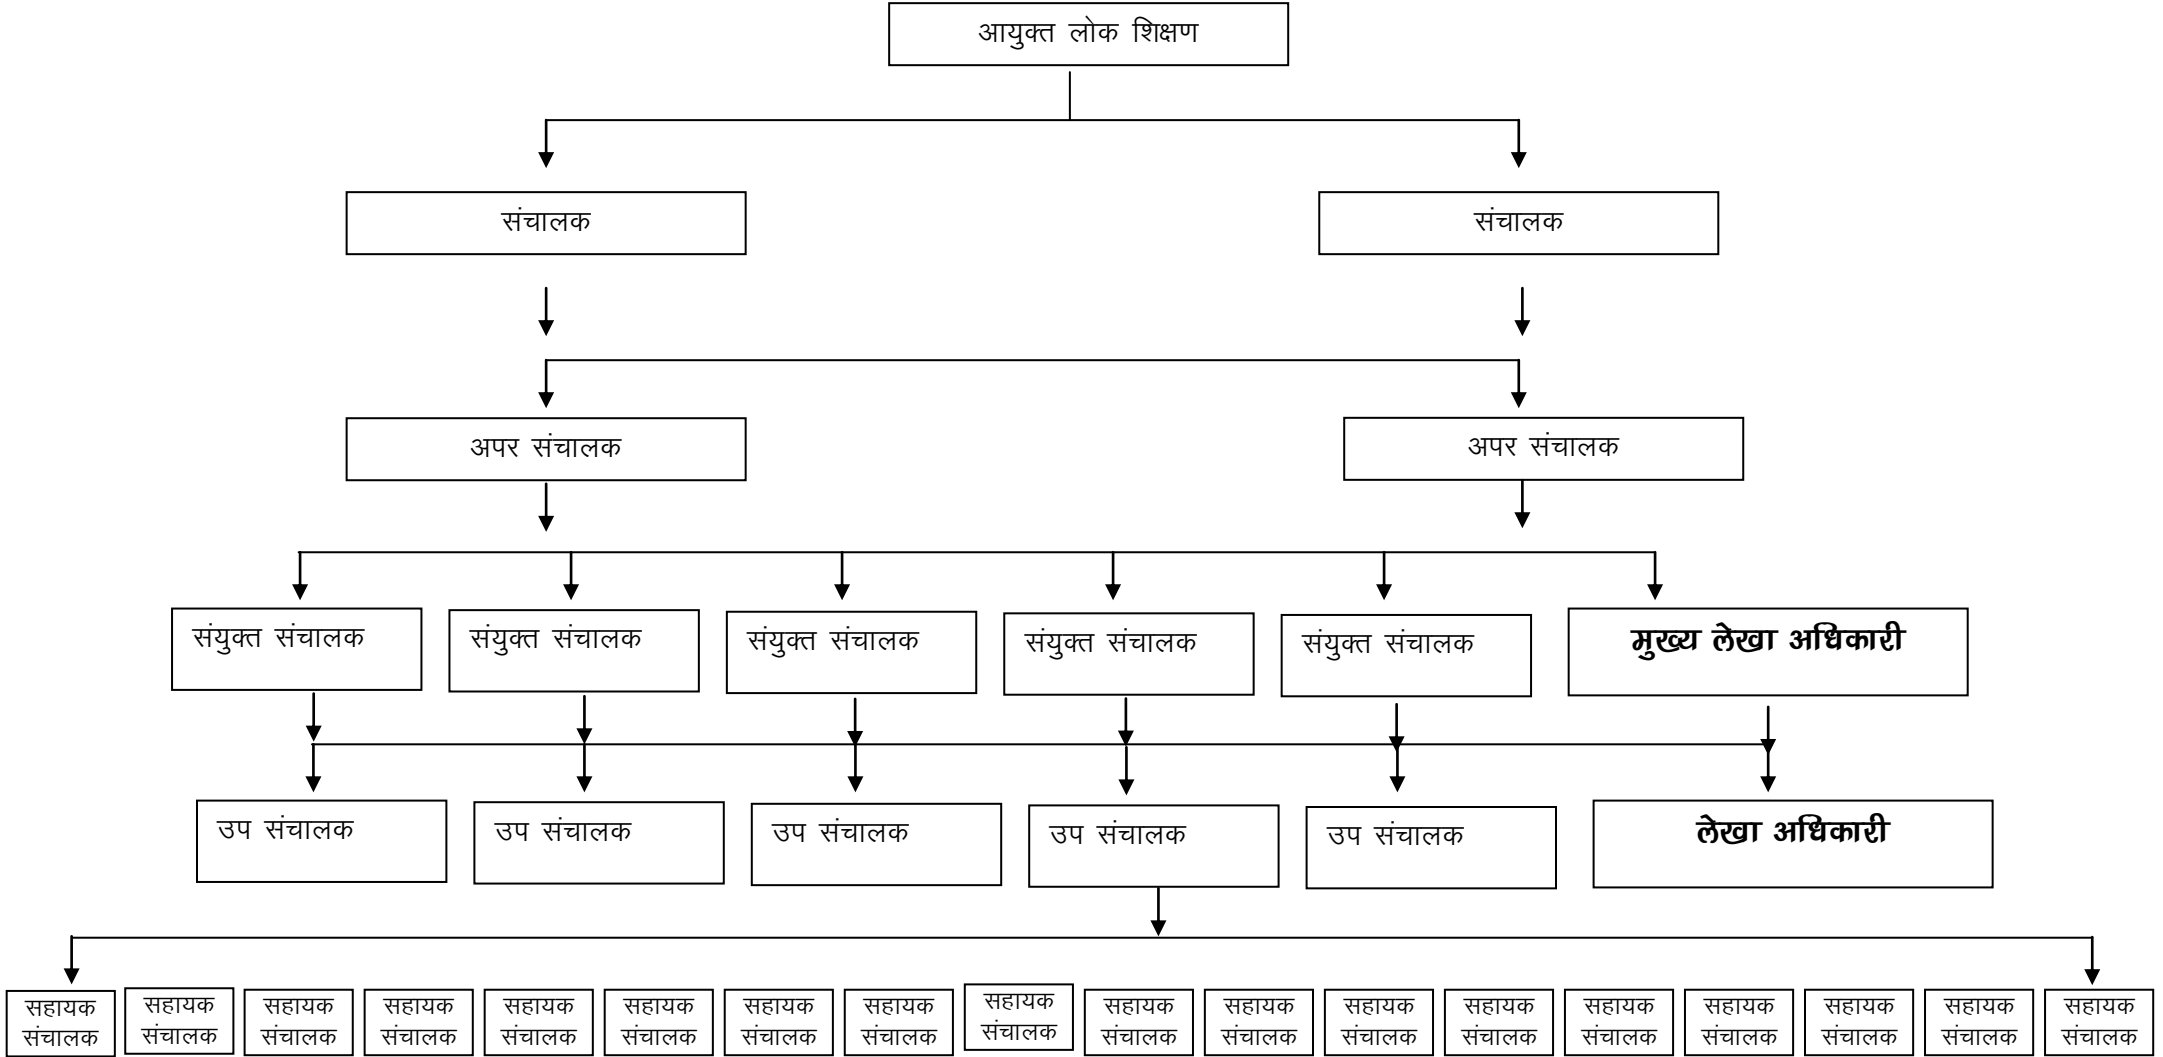 आयुक्त लोक शिक्षण
संचालक
संचालक
अपर संचालक
अपर संचालक
संयुक्त संचालक
संयुक्त संचालक
संयुक्त संचालक
संयुक्त संचालक
संयुक्त संचालक
मुख्य लेखा अधिकारी
उप संचालक
उप संचालक
उप संचालक
उप संचालक
उप संचालक
लेखा अधिकारी
सहायक
संचालक
सहायक
संचालक
सहायक
संचालक
सहायक
संचालक
सहायक
संचालक
सहायक
संचालक
सहायक
संचालक
सहायक
संचालक
सहायक
संचालक
सहायक
संचालक
सहायक
संचालक
सहायक
संचालक
सहायक
संचालक
सहायक
संचालक
सहायक
संचालक
सहायक
संचालक
सहायक
संचालक
सहायक
संचालक